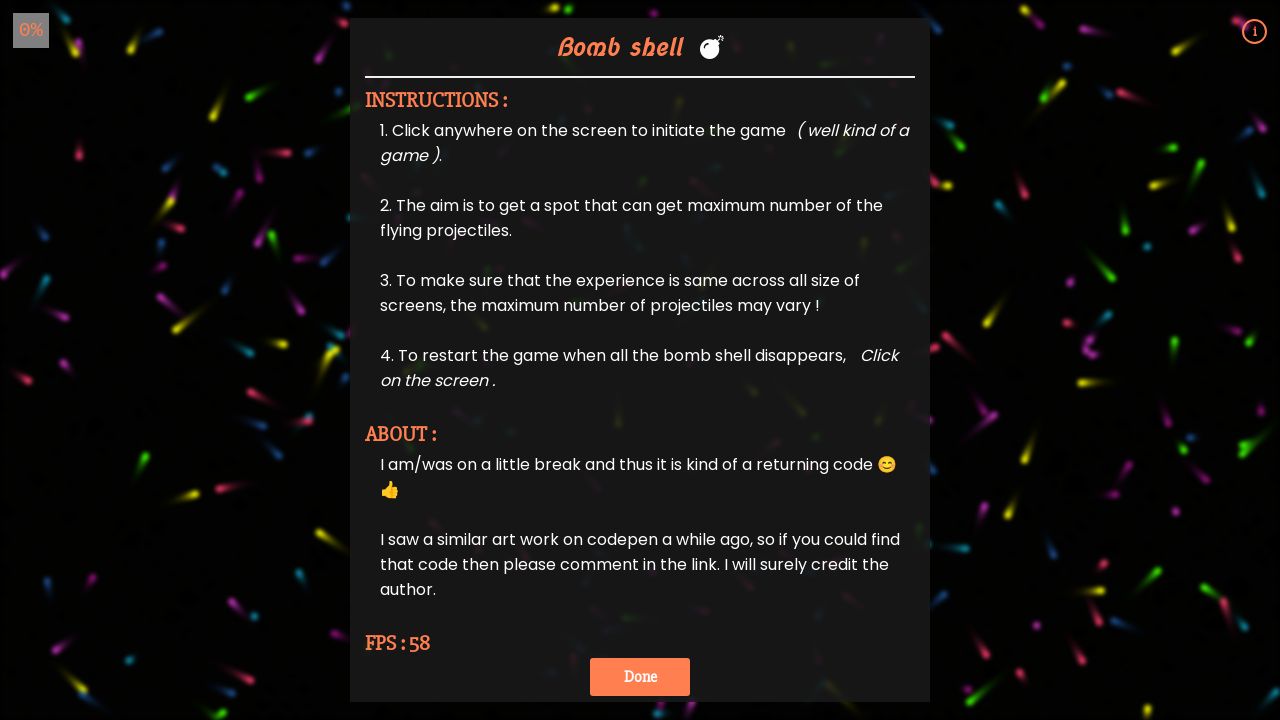 0%
Bomb shell 💣
i
INSTRUCTIONS :
1. Click anywhere on the screen to initiate the game ( well kind of a
game ).
2. The aim is to get a spot that can get maximum number of the
flying projectiles.
3. To make sure that the experience is same across all size of
screens, the maximum number of projectiles may vary !
4. To restart the game when all the bomb shell disappears, Click
on the screen .
ABOUT :
I am/was on a little break and thus it is kind of a returning code 😊
👍
I saw a similar art work on codepen a while ago, so if you could find
that code then please comment in the link. I will surely credit the
author.
FPS : 58
Done